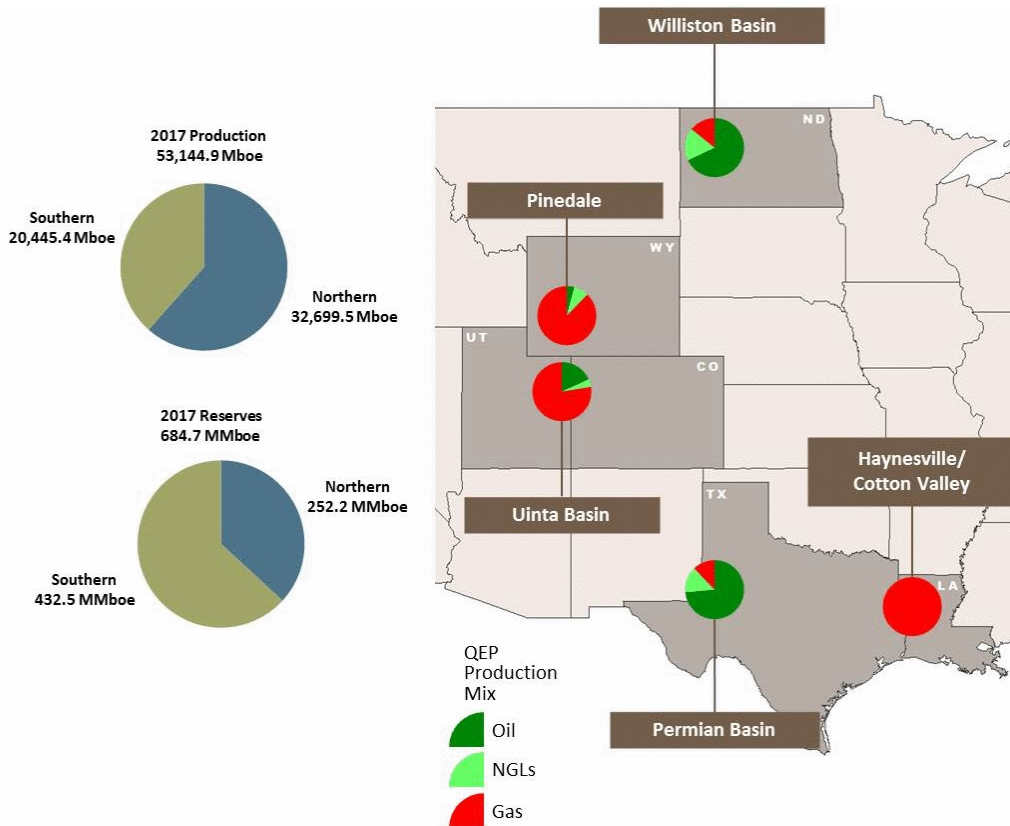 2017 Production
53,144.9 Mboe
Southern
20,445.4 Mboe
Northern
32,699.5 Mboe
2017 Reserves
684.7 MMboe
Northern
252.2 MMboe
Southern
432.5 MMboe
Williston Basin
ND
Pinedale
WY
UT
CO
Uinta Basin
Haynesville/
Cotton Valley
TX
LA
Permian Basin
QEP
Production
Mix
Oil
NGLs
Gas